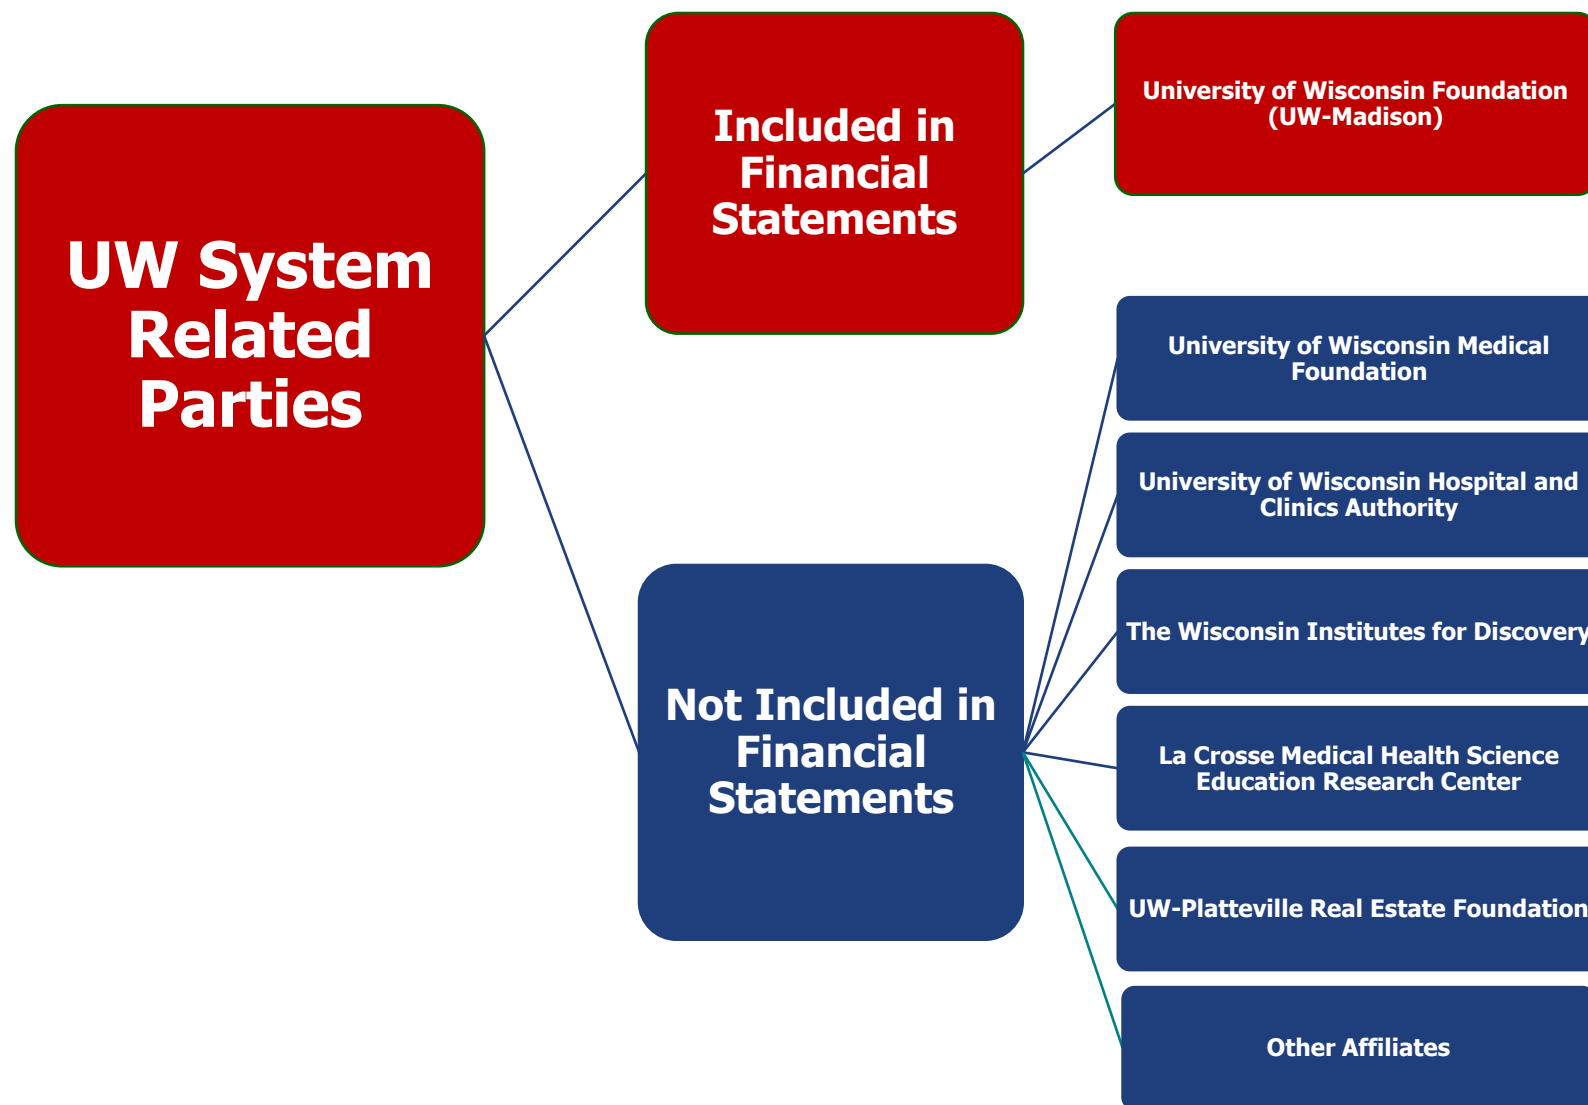 UW System
Related
Parties
Included in
Financial
Statements
University of Wisconsin Foundation
(UW-Madison)
Not Included in
Financial
Statements
University of Wisconsin Medical
Foundation
University of Wisconsin Hospital and
Clinics Authority
The Wisconsin Institutes for Discovery
La Crosse Medical Health Science
Education Research Center
UW-Platteville Real Estate Foundation
Other Affiliates